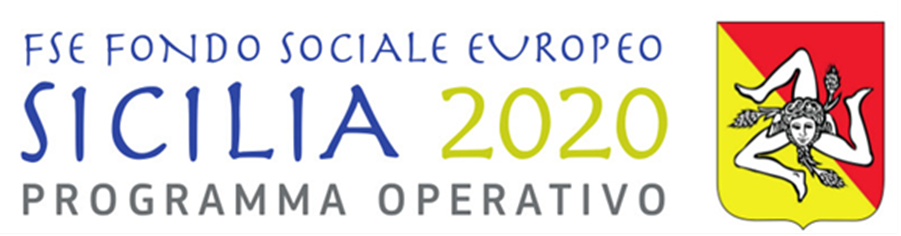 FSE FONDO SOCIALE EUROPEO
SICILIA 2020
PROGRAMMA OPERATIVO